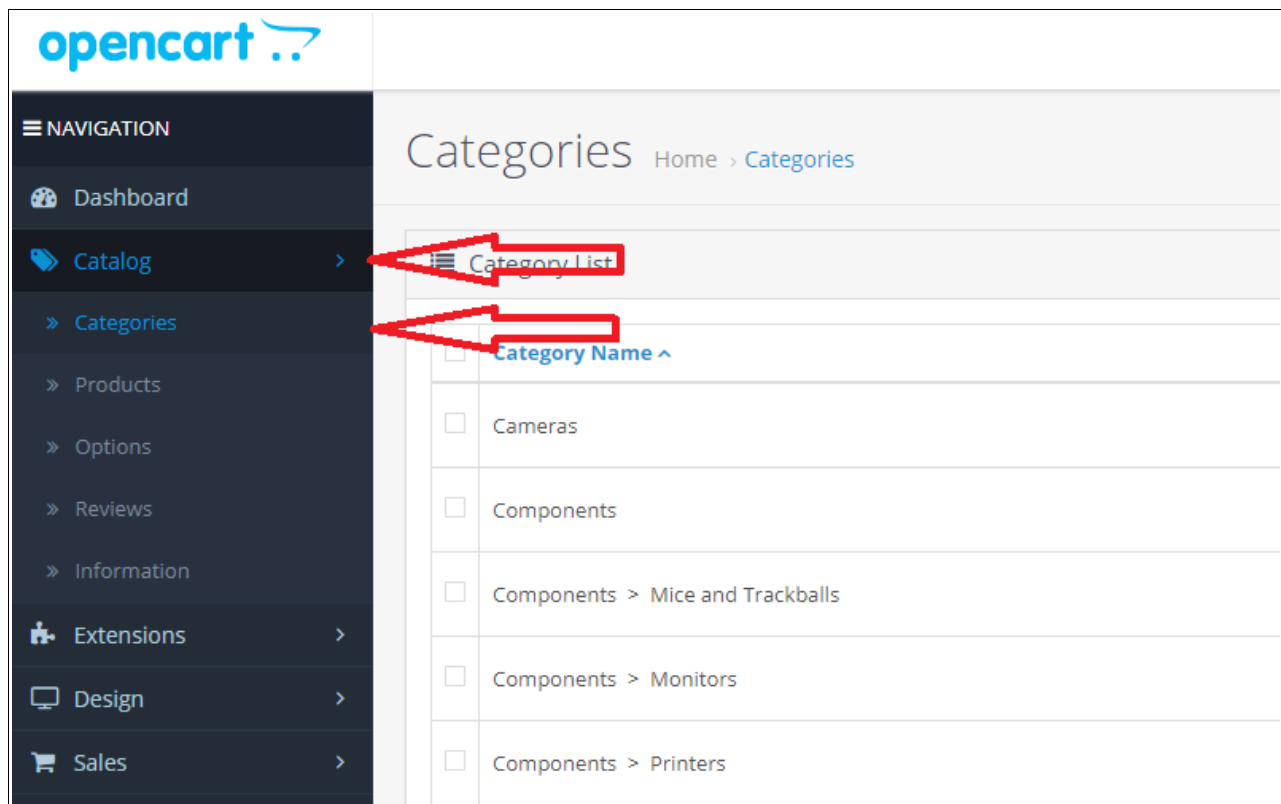 opencart
NAVIGATION
Dashboard
Catalog
Categories
Products
Options
Reviews
Information
Extensions
Design
Sales
Categories Home › Categories
Category List
Category Name
Cameras
Components
Components > Mice and Trackballs
Components > Monitors
Components > Printers